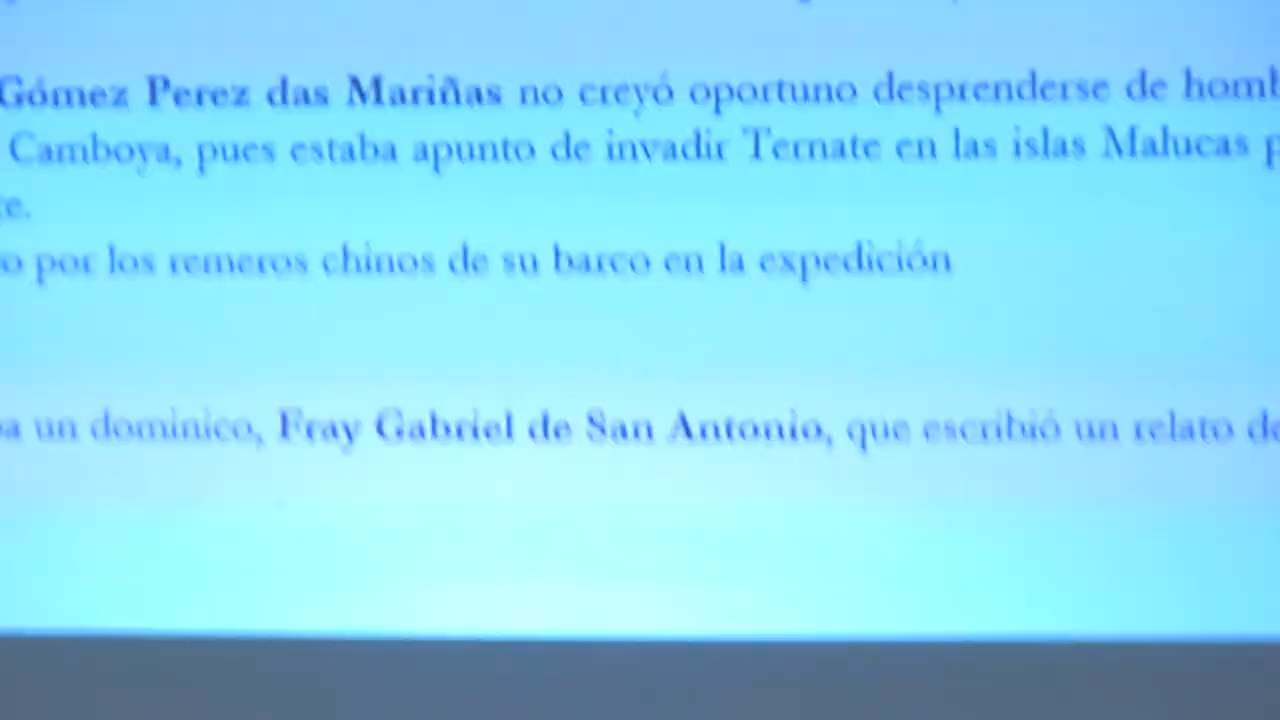 Gómez Perez das Mariñas no creyó oportuno desprenderse de
Camboya, pues estaba apunto de invadir Ternate en las islas Malucas
por los remeros chinos de su barco en la expedición
un dominico, Fray Gabriel de San Antonio, que escribió un relato